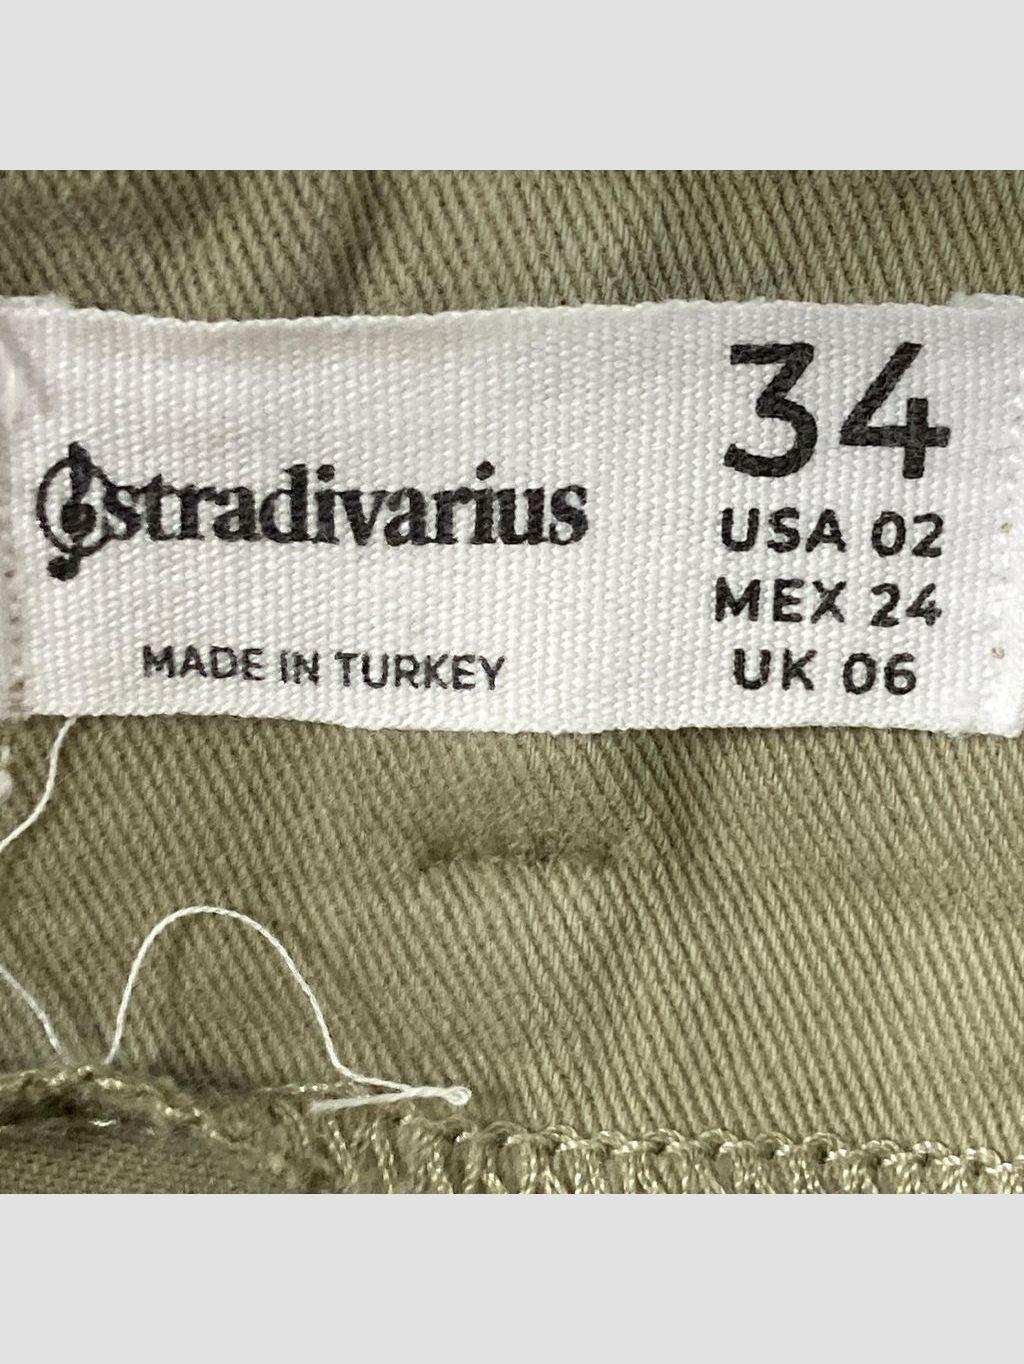 stradivarius
MADE IN TURKEY
34
USA 02
MEX 24
UK 06